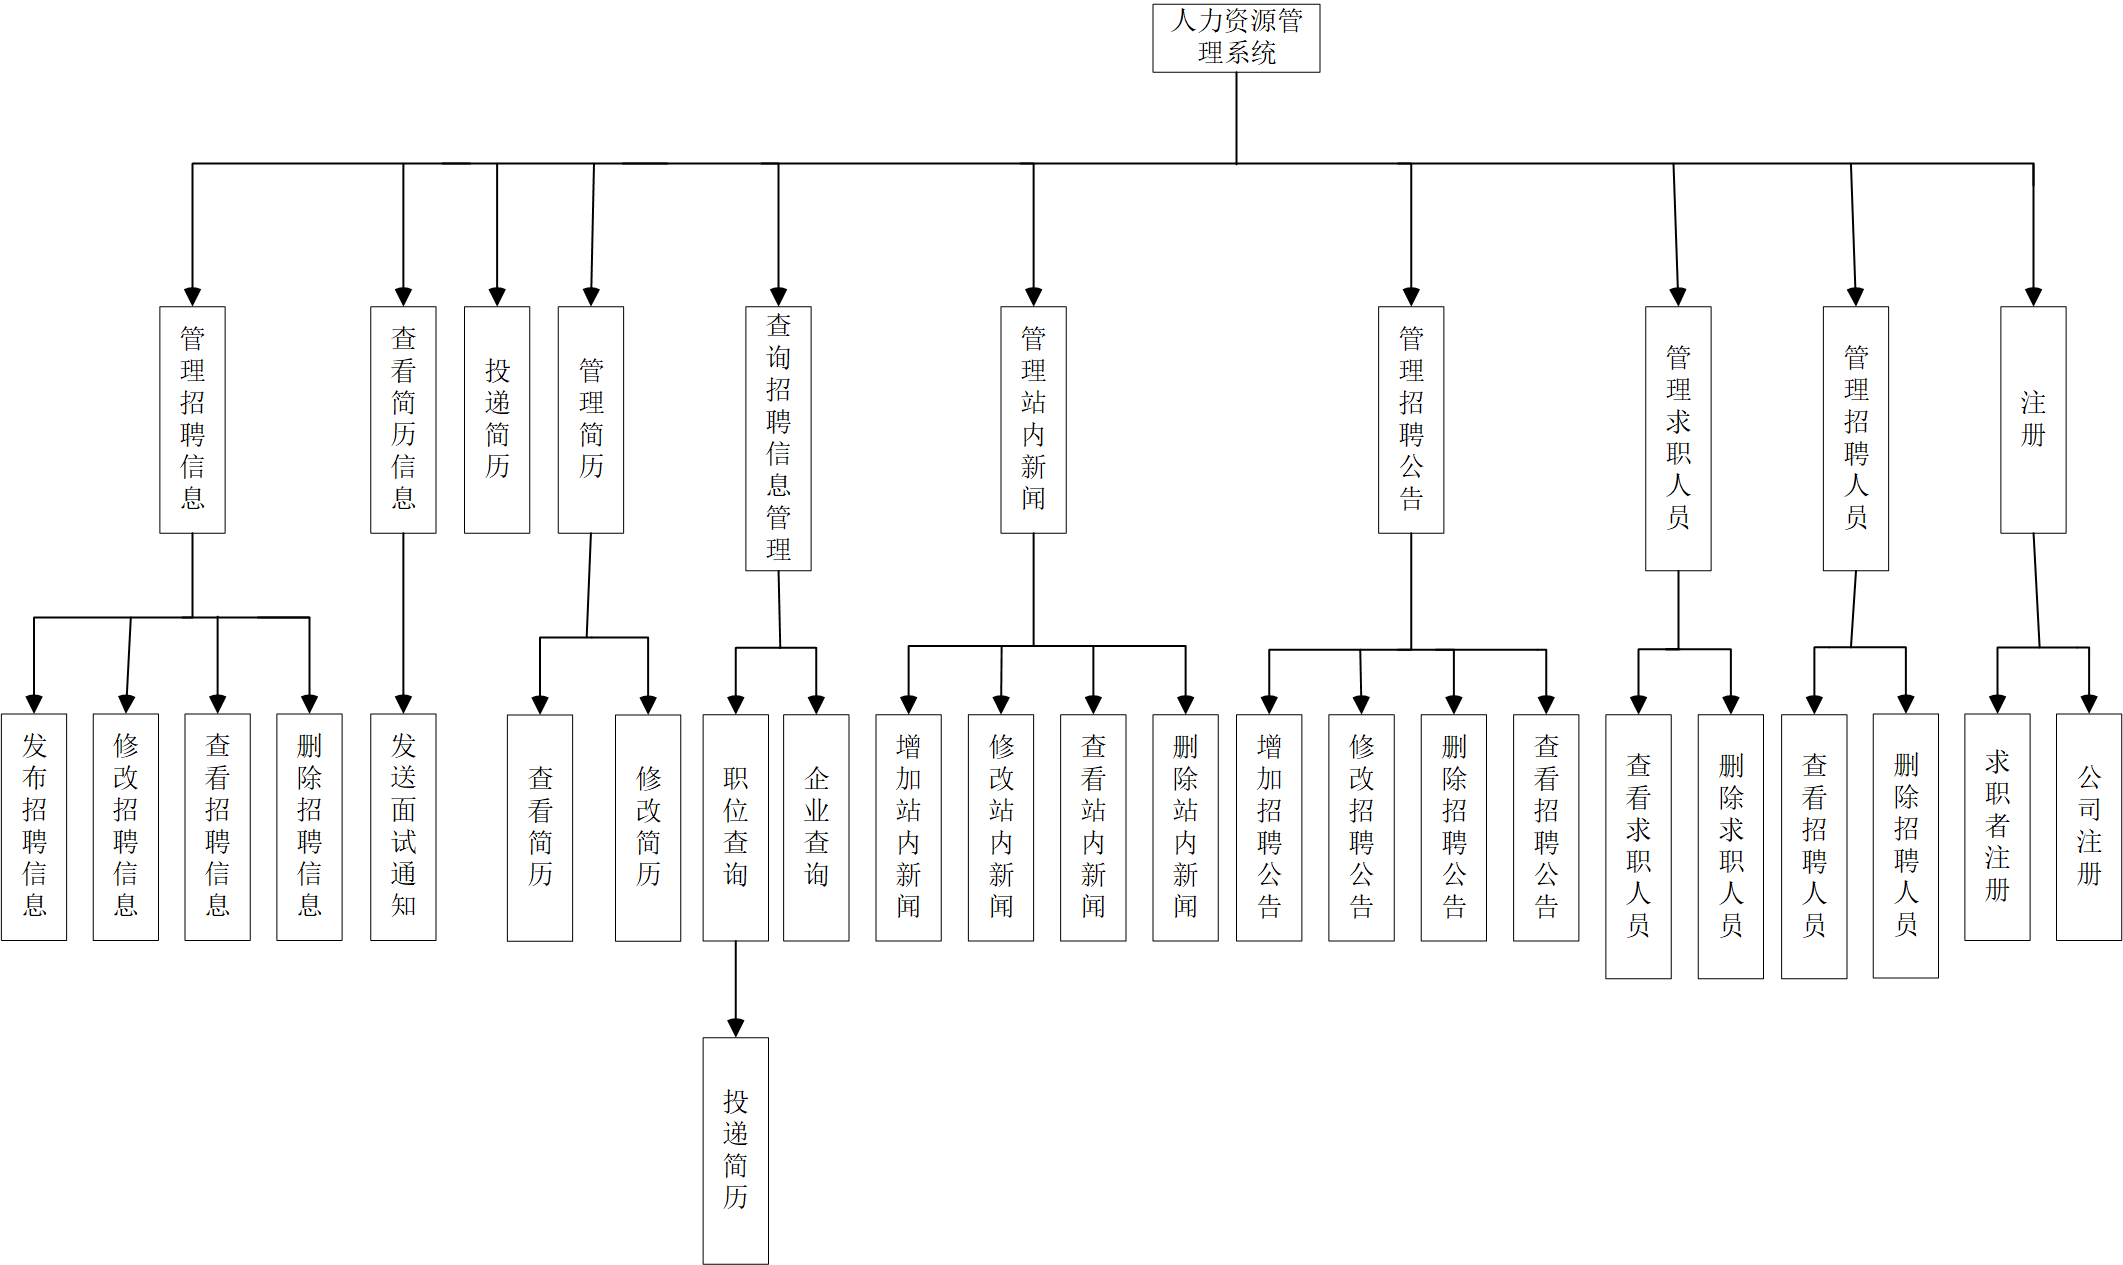 人力资源管
理系统
管理招聘信息
查看简历信息
投递简历
管理简历
查询招聘信息管理
管理站内新闻
管理招聘公告
管理求职人员
管理招聘人员
注册
发布招聘信息
修改招聘信息
查看招聘信息
删除招聘信息
发送面试通知
查看简历
修改简历
职位查询
企业查询
增加站内新闻
修改站内新闻
查看站内新闻
删除站内新闻
增加招聘公告
修改招聘公告
删除招聘公告
查看招聘公告
查看求职人员
删除求职人员
查看招聘人员
删除招聘人员
求职者注册
公司注册
投递简历